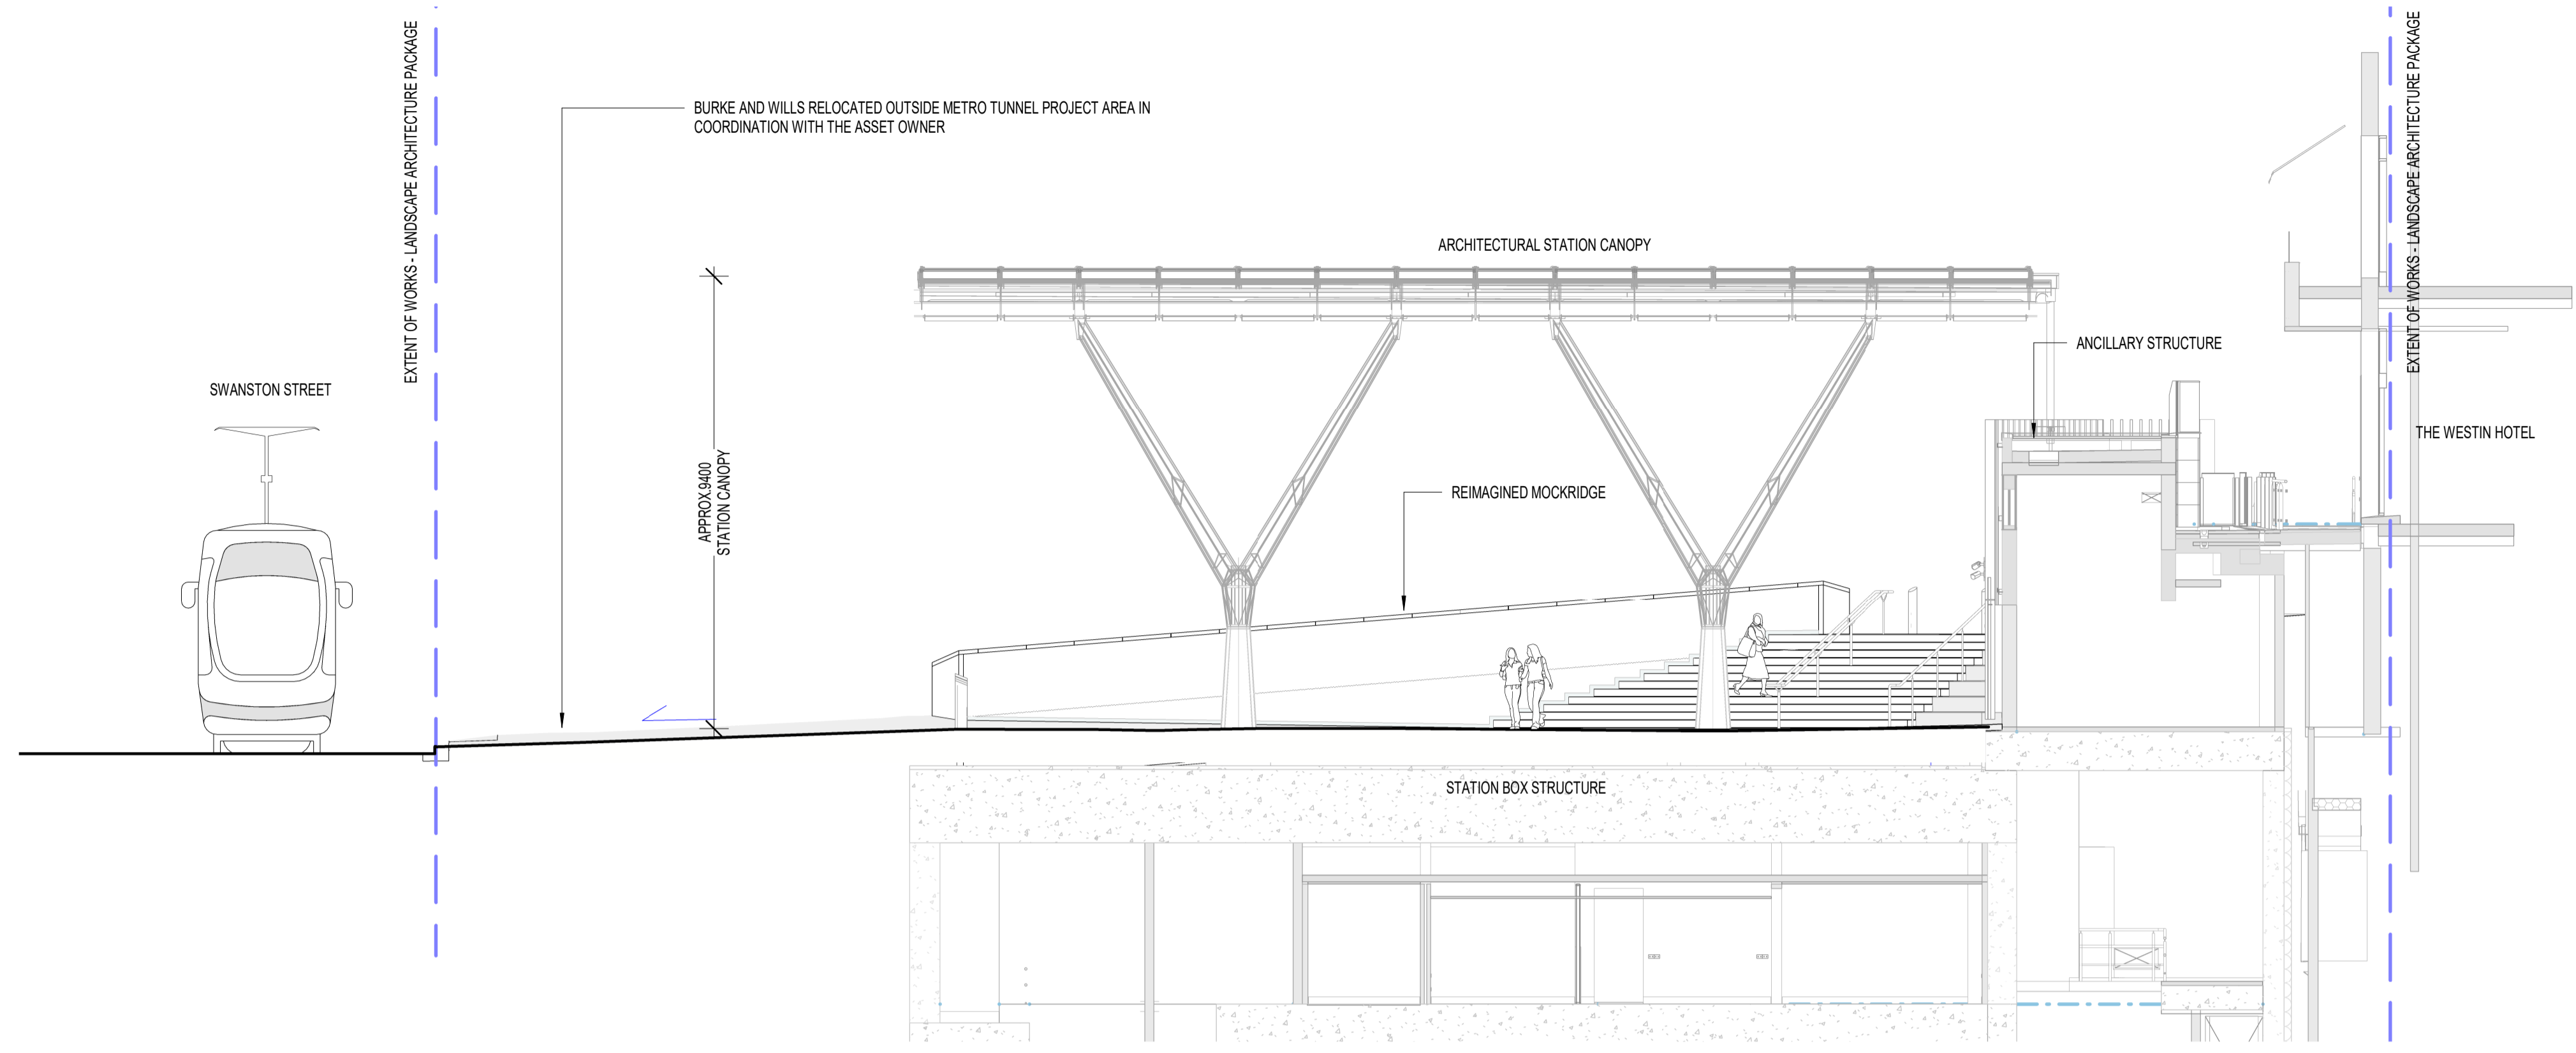 EXTENT OF WORKS - LANDSCAPE ARCHITECTURE PACKAGE
BURKE AND WILLS RELOCATED OUTSIDE METRO TUNNEL PROJECT AREA IN
COORDINATION WITH THE ASSET OWNER
EXTENT OF WORKS - LANDSCAPE ARCHITECTURE PACKAGE
ARCHITECTURAL STATION CANOPY
ANCILLARY STRUCTURE
SWANSTON STREET
THE WESTIN HOTEL
APPROX.9400
STATION CANOPY
REIMAGINED MOCKRIDGE
STATION BOX STRUCTURE